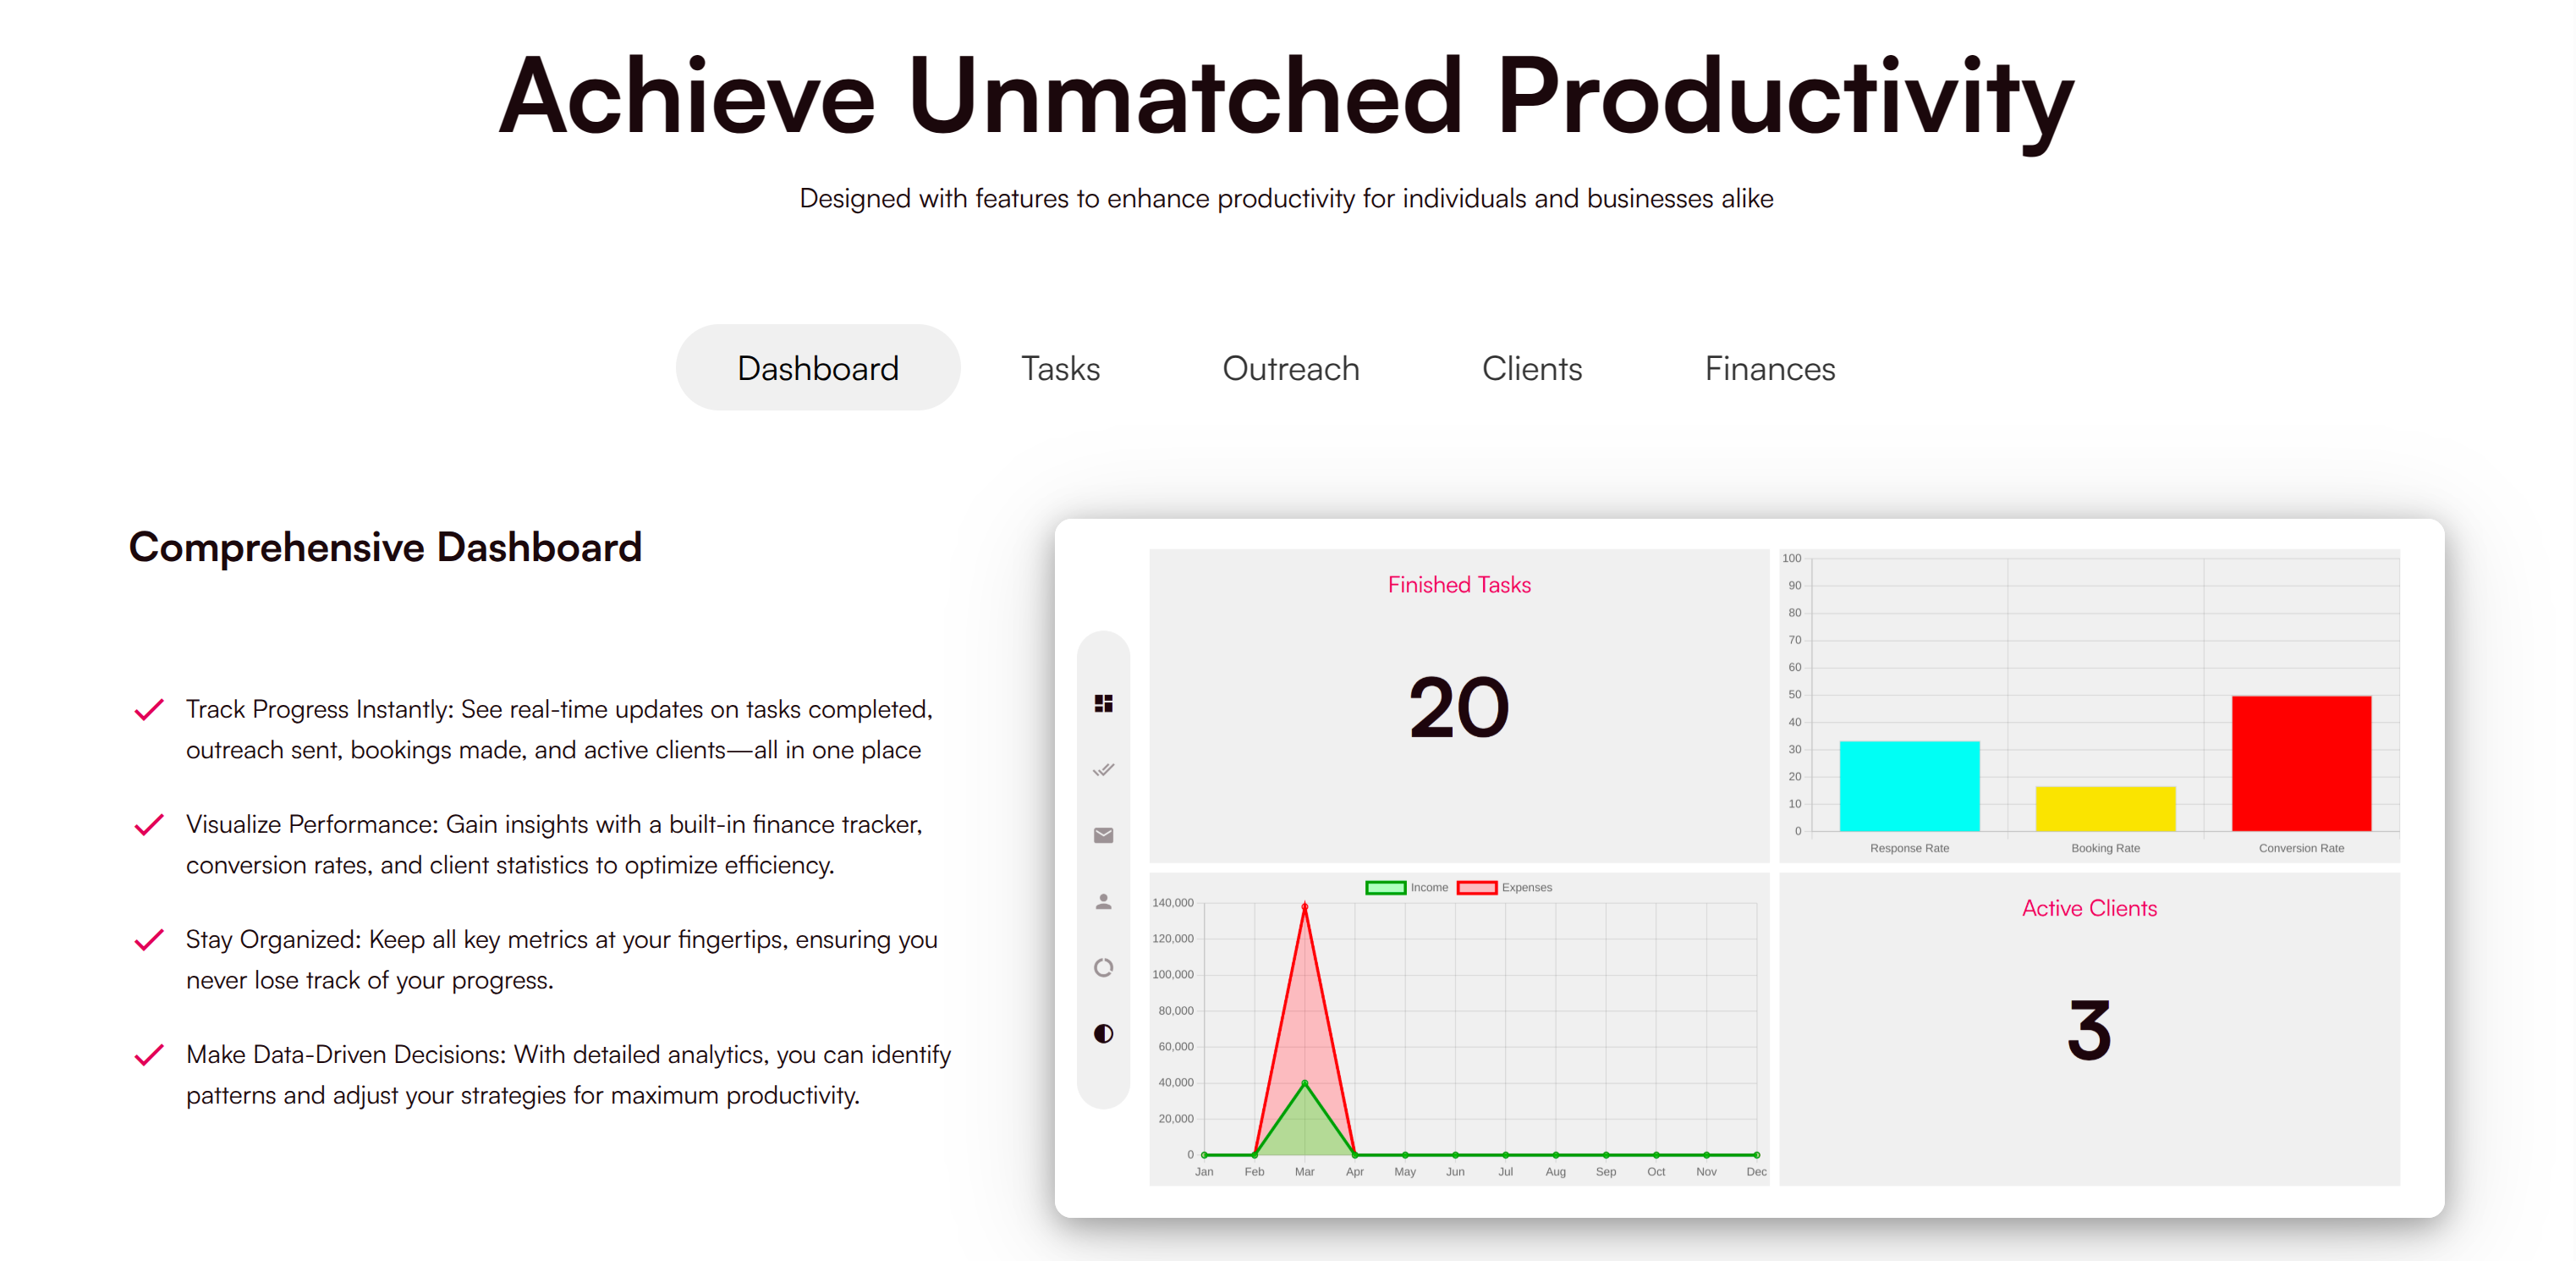 Achieve Unmatched Productivity
Designed with features to enhance productivity for individuals and businesses alike
Dashboard
Tasks
Outreach
Clients
Finances
Comprehensive Dashboard
Track Progress Instantly: See real-time updates on tasks completed,
outreach sent, bookings made, and active clients—all in one place
Visualize Performance: Gain insights with a built-in finance tracker,
conversion rates, and client statistics to optimize efficiency.
Stay Organized: Keep all key metrics at your fingertips, ensuring you
never lose track of your progress.
Make Data-Driven Decisions: With detailed analytics, you can identify
patterns and adjust your strategies for maximum productivity.
Finished Tasks
20
100
90
80
70
60
50
40
30
20
10
0
Response Rate Booking Rate Conversion Rate
Income Expenses
140,000
120,000
100,000
80,000
60,000
40,000
20,000
0
Jan Feb Mar Apr May Jun Jul Aug Sep Oct Nov Dec
Active Clients
3